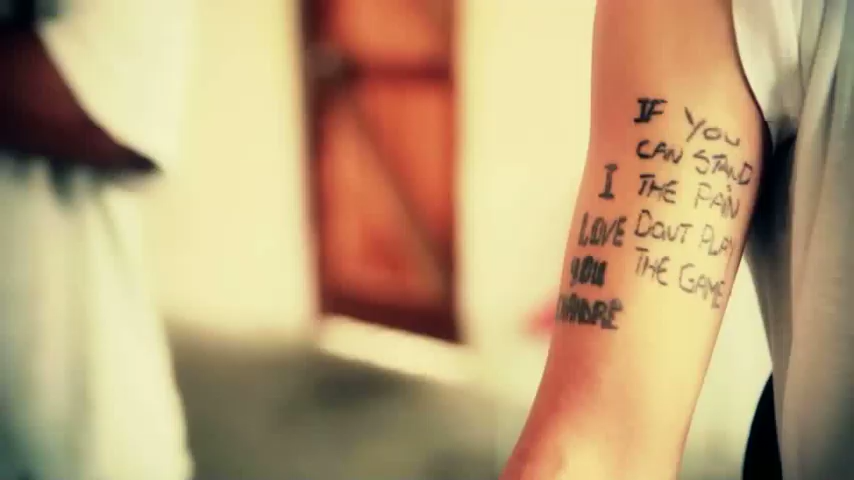 IF YOU
CAN STAND
THE PAIN
DONT PLAY
THE GAME
I
LOVE
YOU